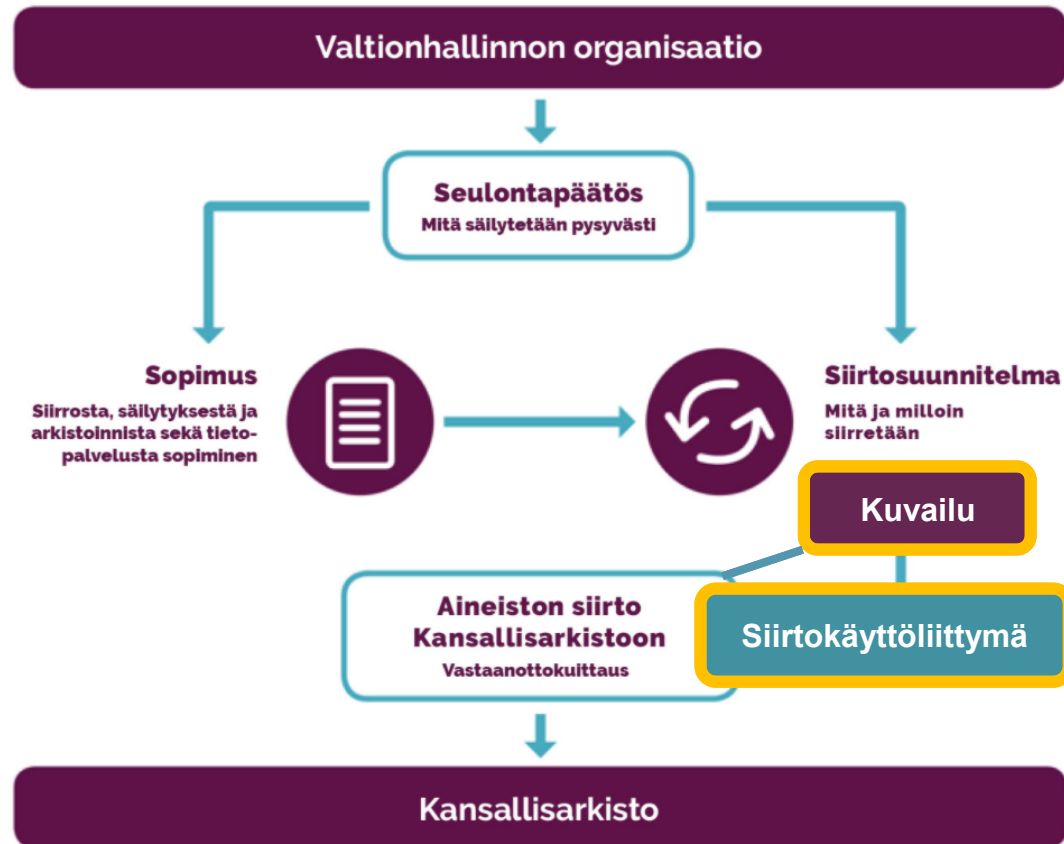 Valtionhallinnon organisaatio
Seulontapäätös
Mitä säilytetään pysyvästi
Sopimus
Siirrosta, säilytyksestä ja
arkistoinnista sekä tieto-
palvelusta sopiminen
Siirtosuunnitelma
Mitä ja milloin
siirretään
Kuvailu
Aineiston siirto
Kansallisarkistoon
Vastaanottokuittaus
Siirtokäyttöliittymä
Kansallisarkisto